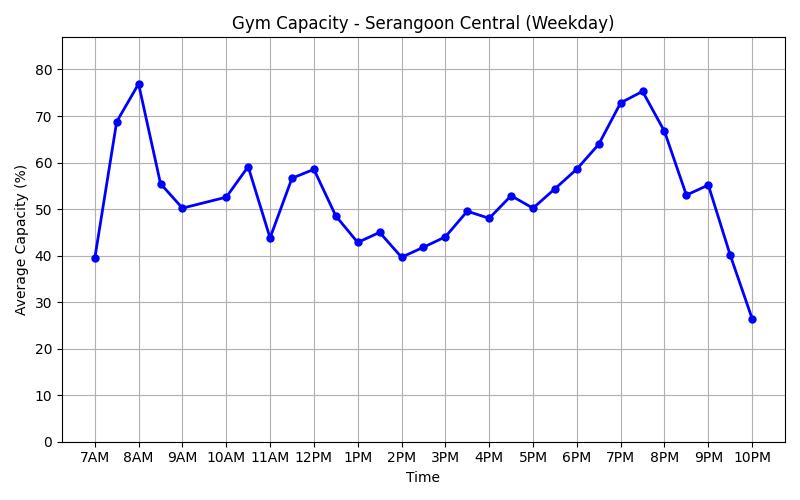 Gym Capacity - Serangoon Central (Weekday)
Average Capacity (%)
80
70
60
50
40
30
20
10
0
7AM 8AM 9AM 10AM 11AM 12PM 1PM 2PM 3PM 4PM 5PM 6PM 7PM 8PM 9PM 10PM
Time